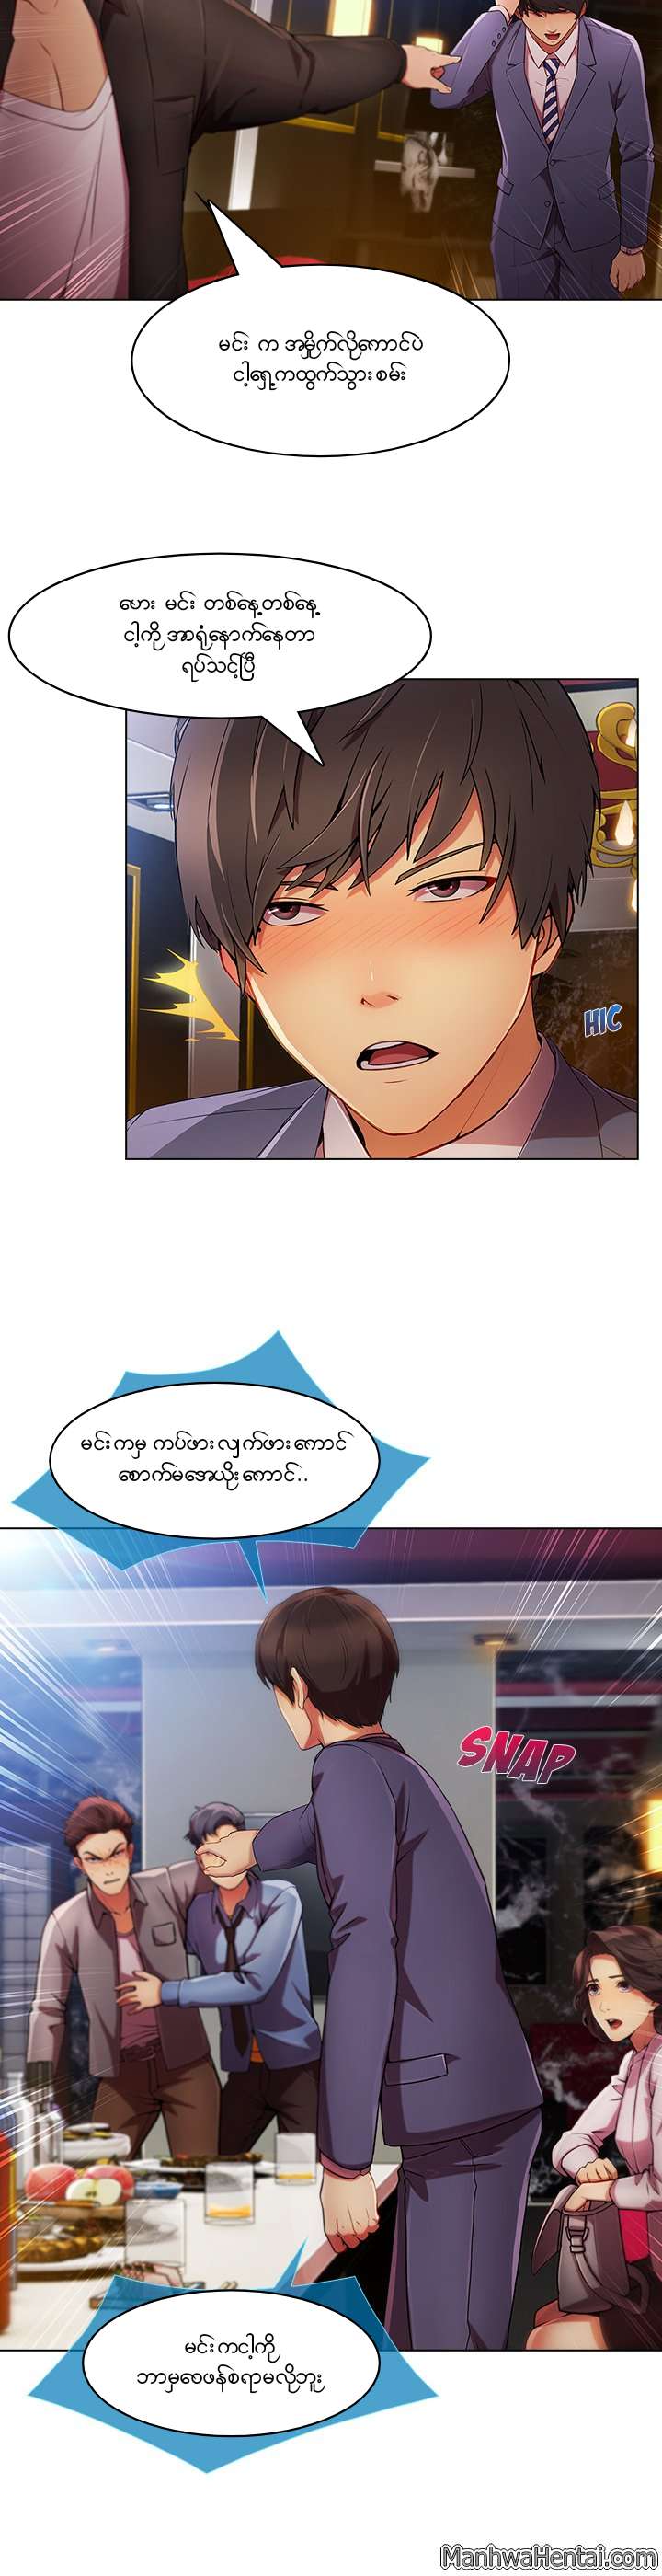 မင်း က အမှိုက်လိုကောင်ပဲ
ငါ့ရှေ့ကထွက်သွားစမ်း
ဟေး မင်း တစ်နေ့တစ်နေ့
ငါ့ကို အာရုံနောက်နေတာ
ရပ်သင့်ပြီ
HIC
မင်းကမှ ကပ်ဖားလျှက်ဖားကောင်
စောက်မအေယိုးကောင်..
SNAP
မင်းကငါ့ကို
ဘာမှဝေဖန်စရာမလိုဘူး
ManhwaHentai.com